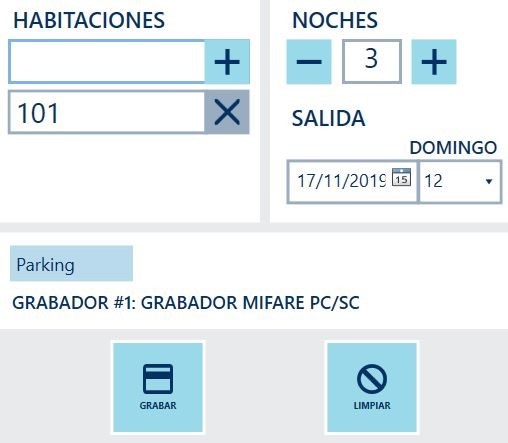 HABITACIONES
NOCHES
3
101
SALIDA
DOMINGO
17/11/2019
15
12
Parking
GRABADOR #1: GRABADOR MIFARE PC/SC
GRABAR
LIMPIAR